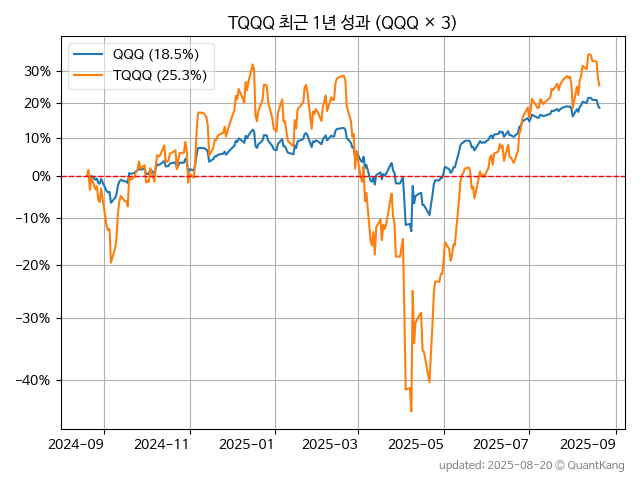 TQQQ 최근 1년 성과 (QQQ × 3)
QQQ (18.5%)
TQQQ (25.3%)
30%
20%
10%
0%
−10%
−20%
−30%
−40%
2024−09 2024−11 2025−01 2025−03 2025−05 2025−07 2025−09
updated: 2025-08-20 © QuantKang